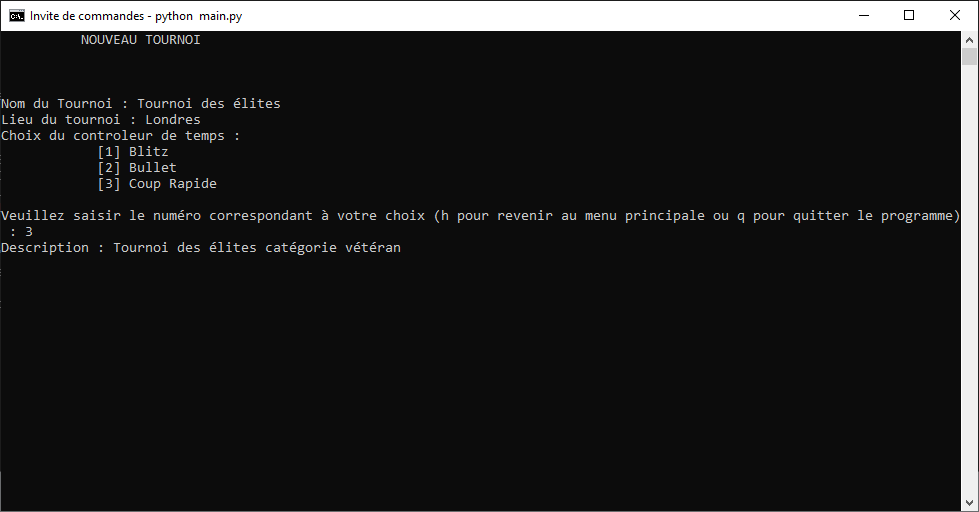 Invite de commandes - python  main.py
NOUVEAU TOURNOI
Nom du Tournoi : Tournoi des élites
Lieu du tournoi : Londres
Choix du controleur de temps :
[1] Blitz
[2] Bullet
[3] Coup Rapide
Veuillez saisir le numéro correspondant à votre choix (h pour revenir au menu principale ou q pour quitter le programme)
: 3
Description : Tournoi des élites catégorie vétéran